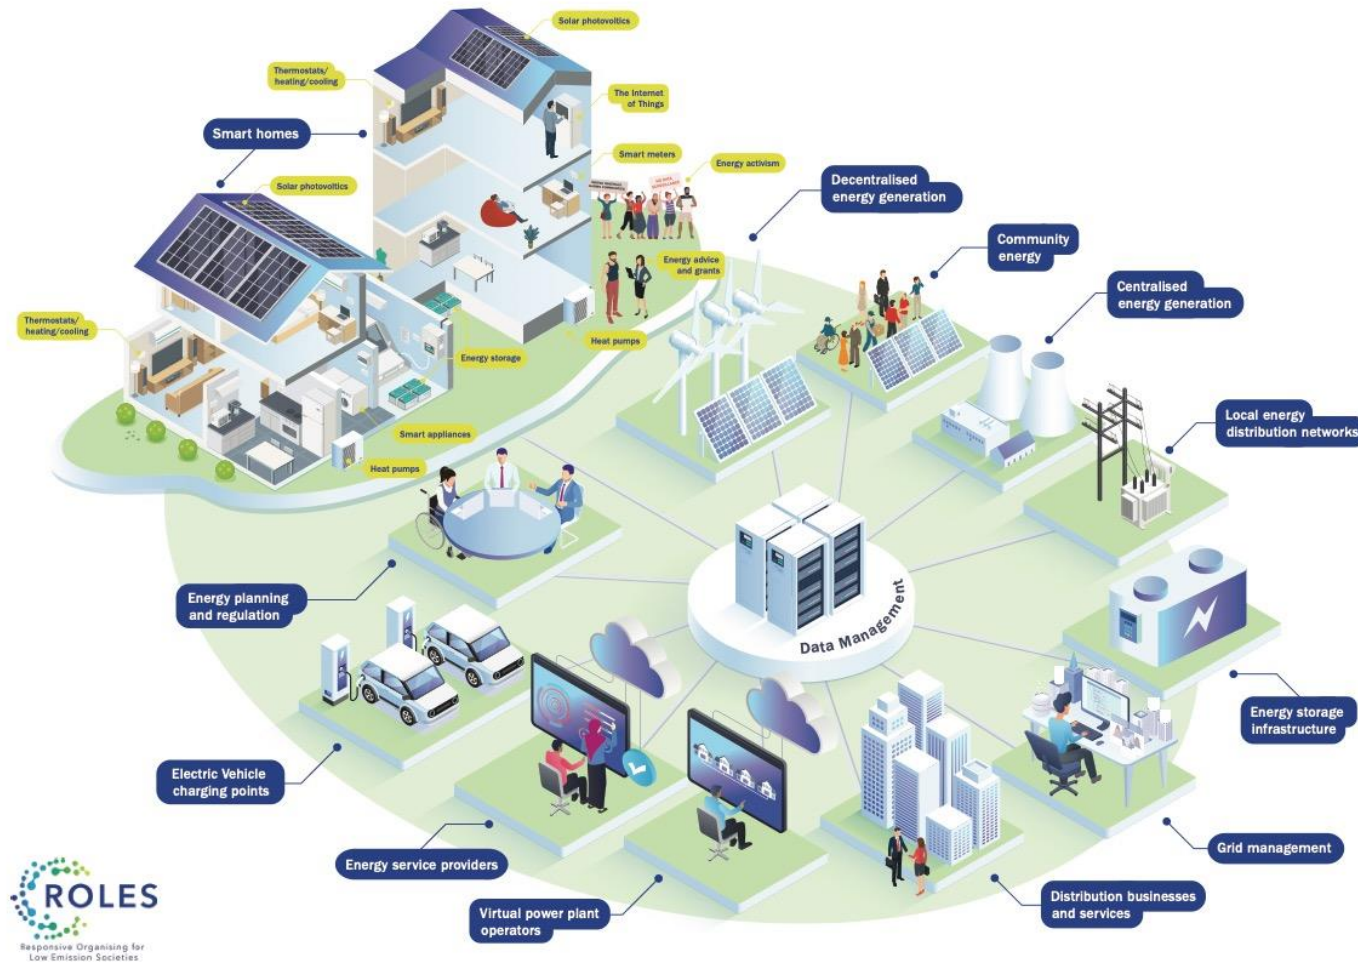 Solar photovoltics
Thermostats/
heating/cooling
The Internet
of Things
Smart homes
Smart meters
Energy activism
Solar photovoltics
Decentralised
energy generation
Community
energy
Energy advice
and grants
Centralised
energy generation
Thermostats/
heating/cooling
Energy storage
Heat pumps
Local energy
distribution networks
Smart appliances
Heat pumps
Data Management
Energy planning
and regulation
Energy storage
infrastructure
Electric Vehicle
charging points
Grid management
Energy service providers
Distribution businesses
and services
Virtual power plant
operators
ROLES
Responsive Organising for
Low Emission Societies